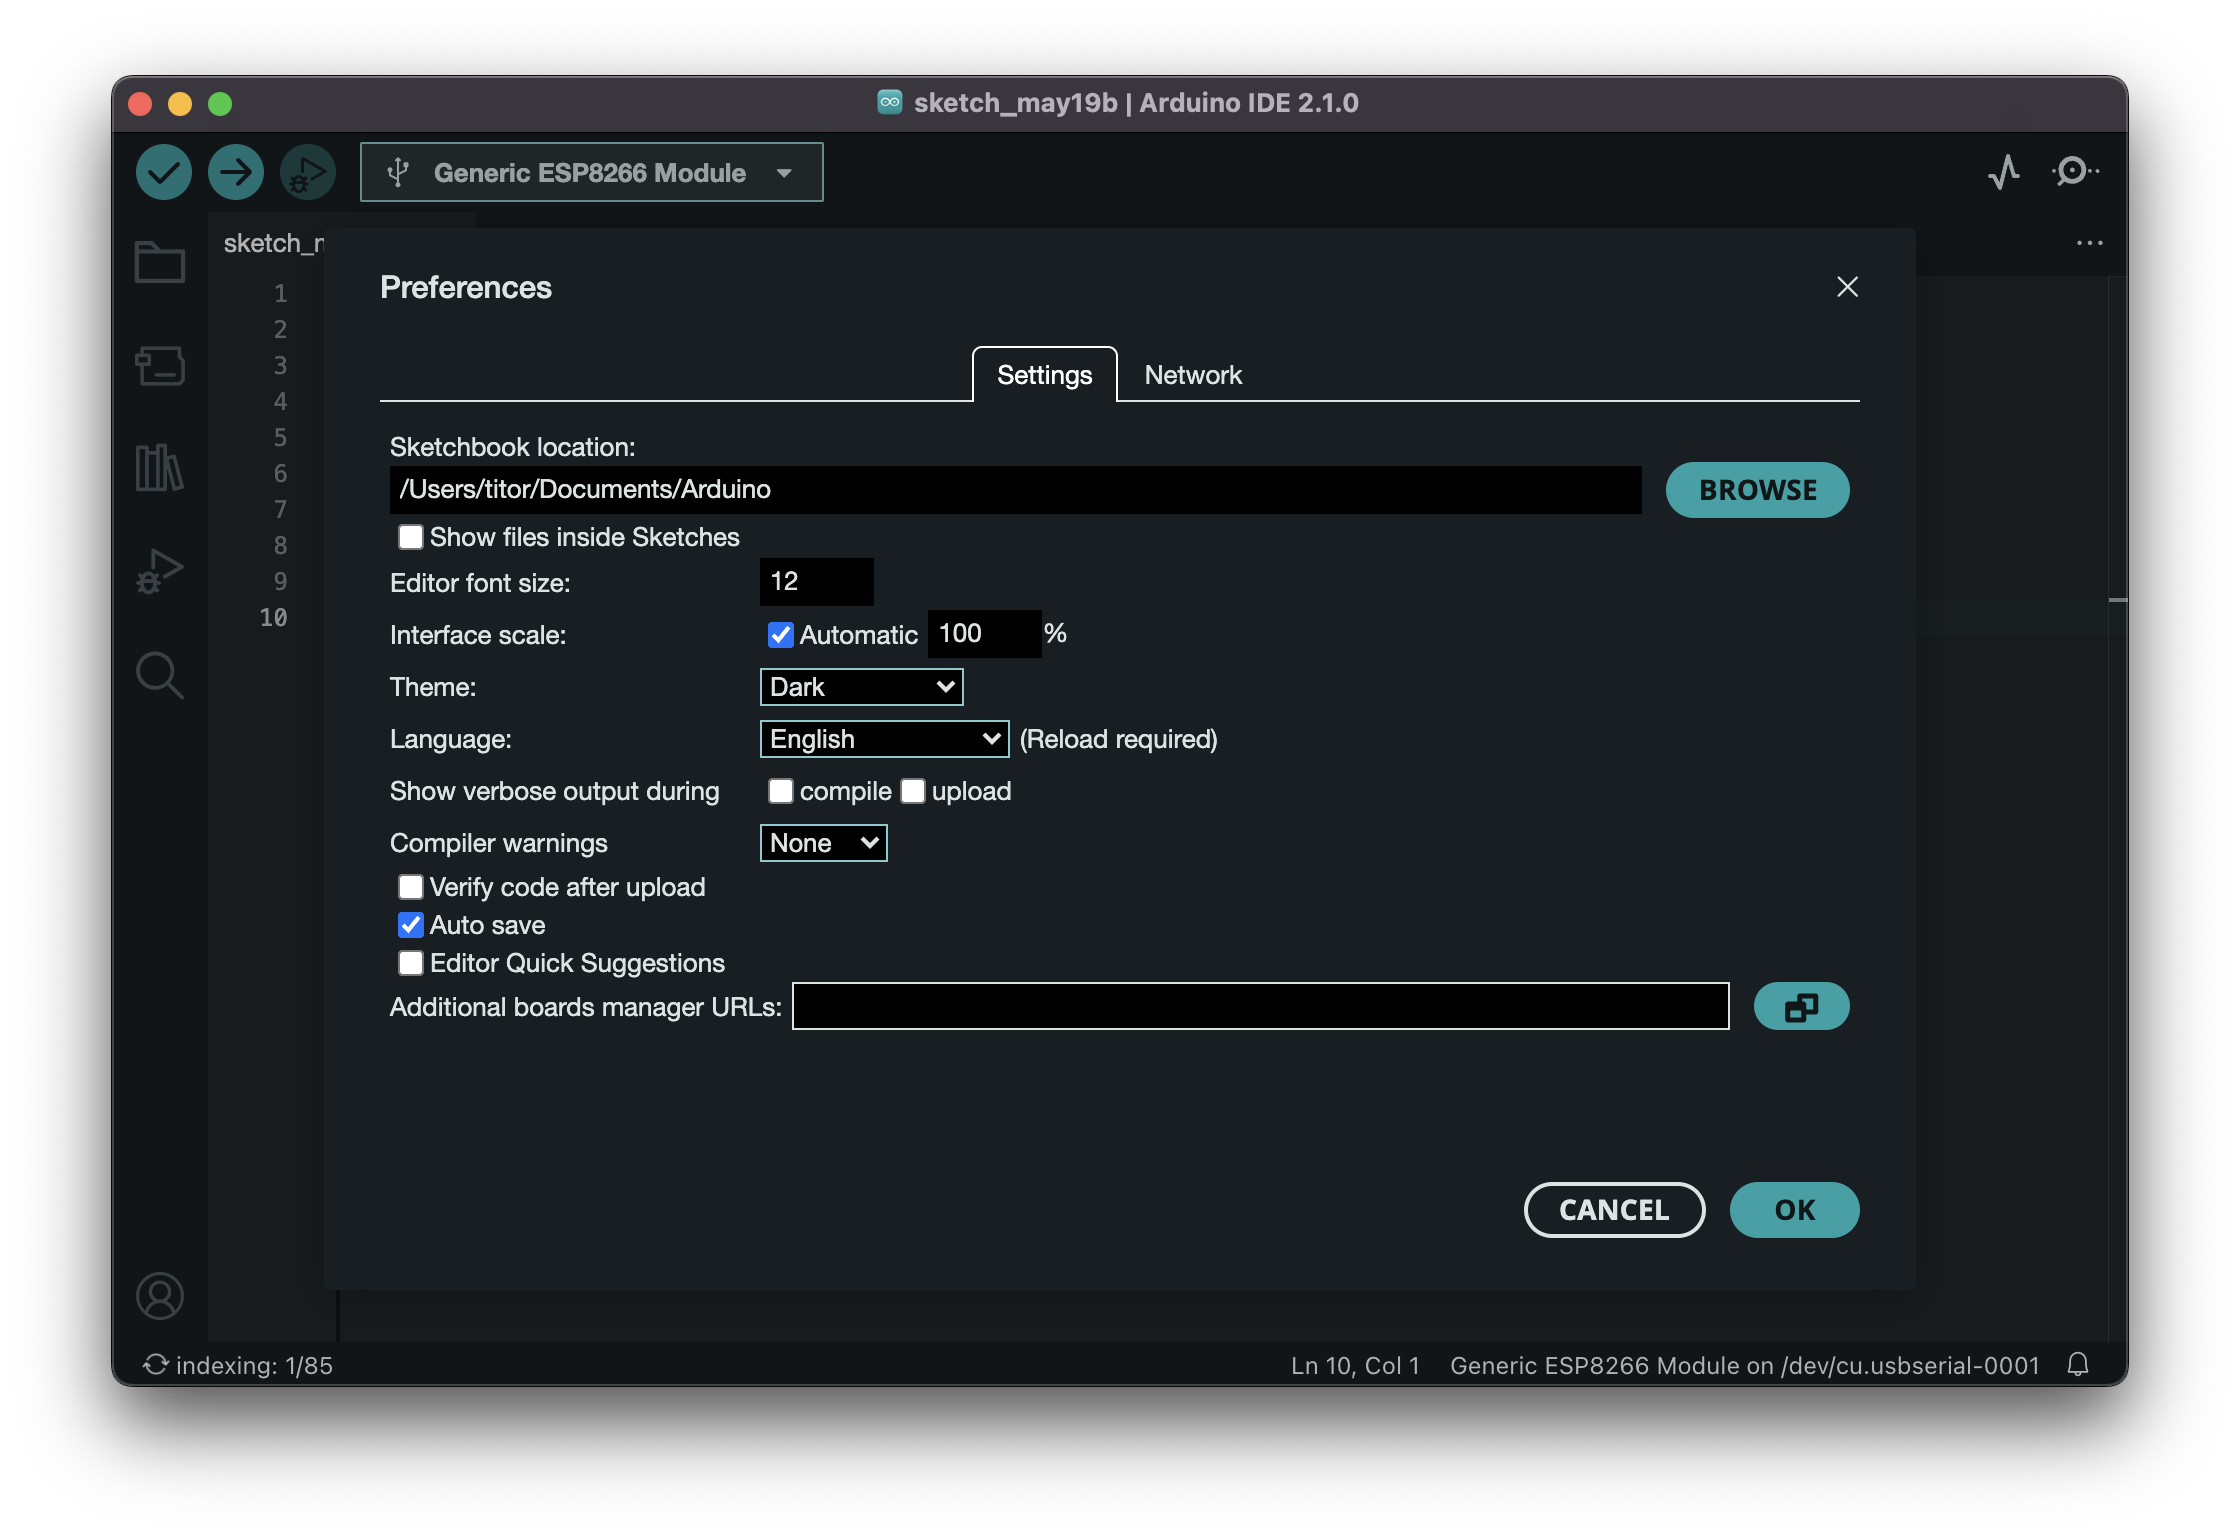 sketch_may19b | Arduino IDE 2.1.0
Generic ESP8266 Module
sketch_m
Preferences
Settings Network
Sketchbook location:
/Users/titor/Documents/Arduino BROWSE
Show files inside Sketches
Editor font size: 12
Interface scale: Automatic 100 %
Theme: Dark
Language: English (Reload required)
Show verbose output during compile upload
Compiler warnings None
Verify code after upload
Auto save
Editor Quick Suggestions
Additional boards manager URLs:
CANCEL OK
1
2
3
4
5
6
7
8
9
10
indexing: 1/85 Ln 10, Col 1 Generic ESP8266 Module on /dev/cu.usbserial-0001